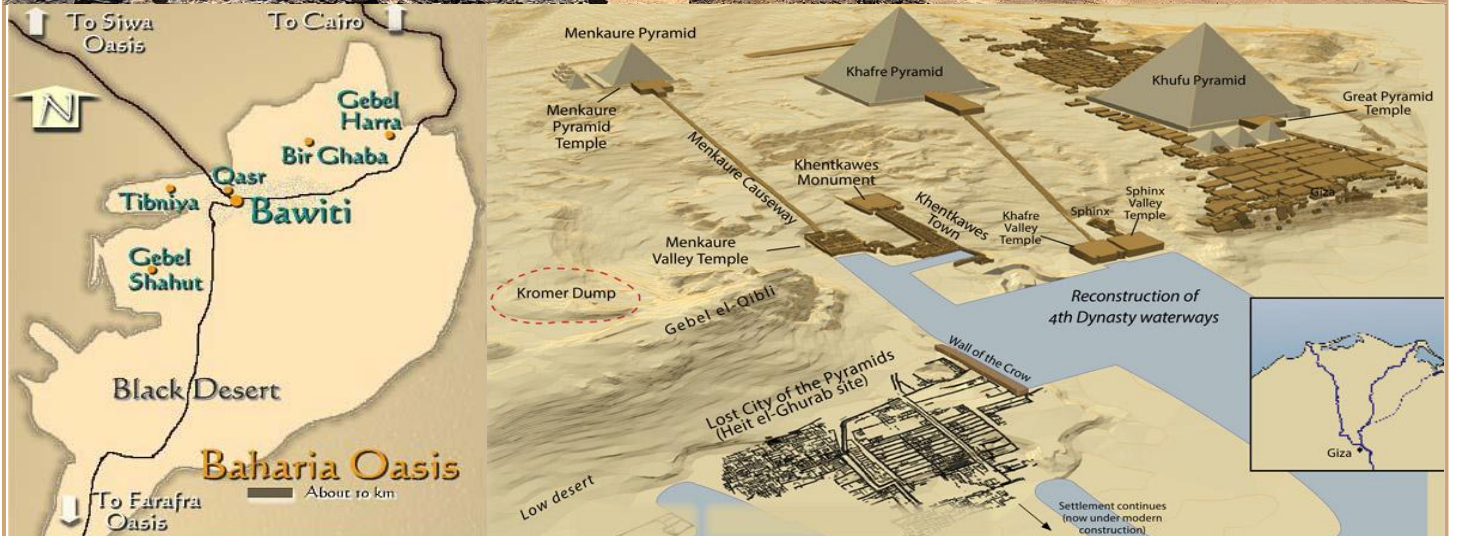 To Siwa
Oasis
To Cairo
N
Gebel
Harra
Bir Ghaba
Qasr
Tibniya
Bawiti
Gebel
Shahut
Black Desert
Baharia Oasis
About 10 km
To Farafra
Oasis
Menkaure Pyramid
Khafre Pyramid
Khufu Pyramid
Menkaure
Pyramid
Temple
Great Pyramid
Temple
Menkaure Causeway
Khentkawes
Monument
Khentkawes
Town
Giza
Sphinx
Sphinx
Valley
Temple
Khafre
Valley
Temple
Menkaure
Valley Temple
Kromer Dump
Gebel el-Qibli
Reconstruction of
4th Dynasty waterways
Wall of the Crow
Lost City of the Pyramids
(Heit el-Ghurab site)
Low desert
Settlement continues
(now under modern
construction)
Giza